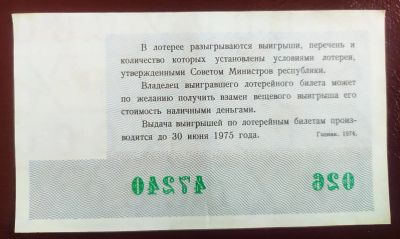 В лотерее разыгрываются выигрыши, перечень и
количество которых установлены условиями лотереи,
утвержденными Советом Министров республики.
Владелец выигравшего лотерейного билета может
по желанию получить взамен вещевого выигрыша его
стоимость наличными деньгами.
Выдача выигрышей по лотерейным билетам произ-
водится до 30 июня 1975 года.
Гознак. 1974.
026 47240